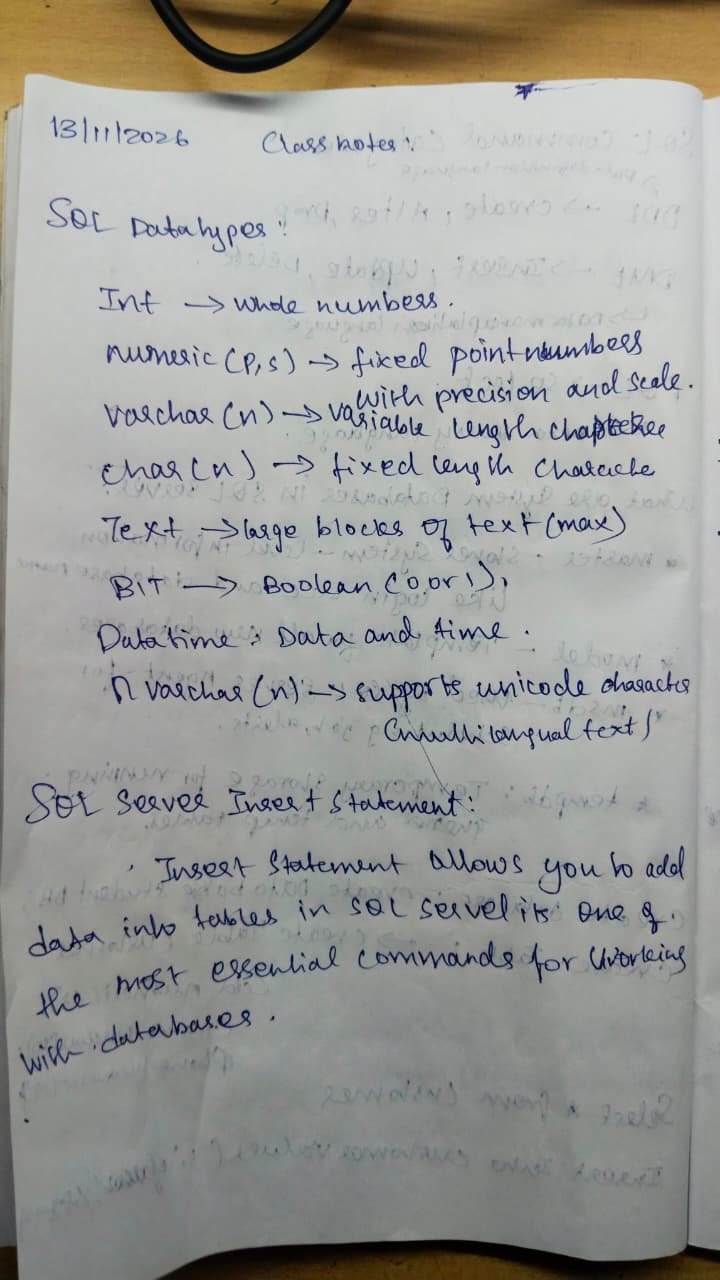 13/11/2026 Class notes:
SQL Datatypes:
Int → whole numbers.
numeric (P,s) → fixed point numbers
with precision and scale.
varchar (n) → variable length
char (n) → fixed length characte
Text → large blocks of text (max)
BiT → Boolean (0 or 1),
Datatime: Data and time.
n varchar (n) → supports unicode character
(multilangual text)
SQL Server Insert Statement:
Insert Statement allows you to add
data into tables in SQL server its one of
the most essential commands for working
with databases.